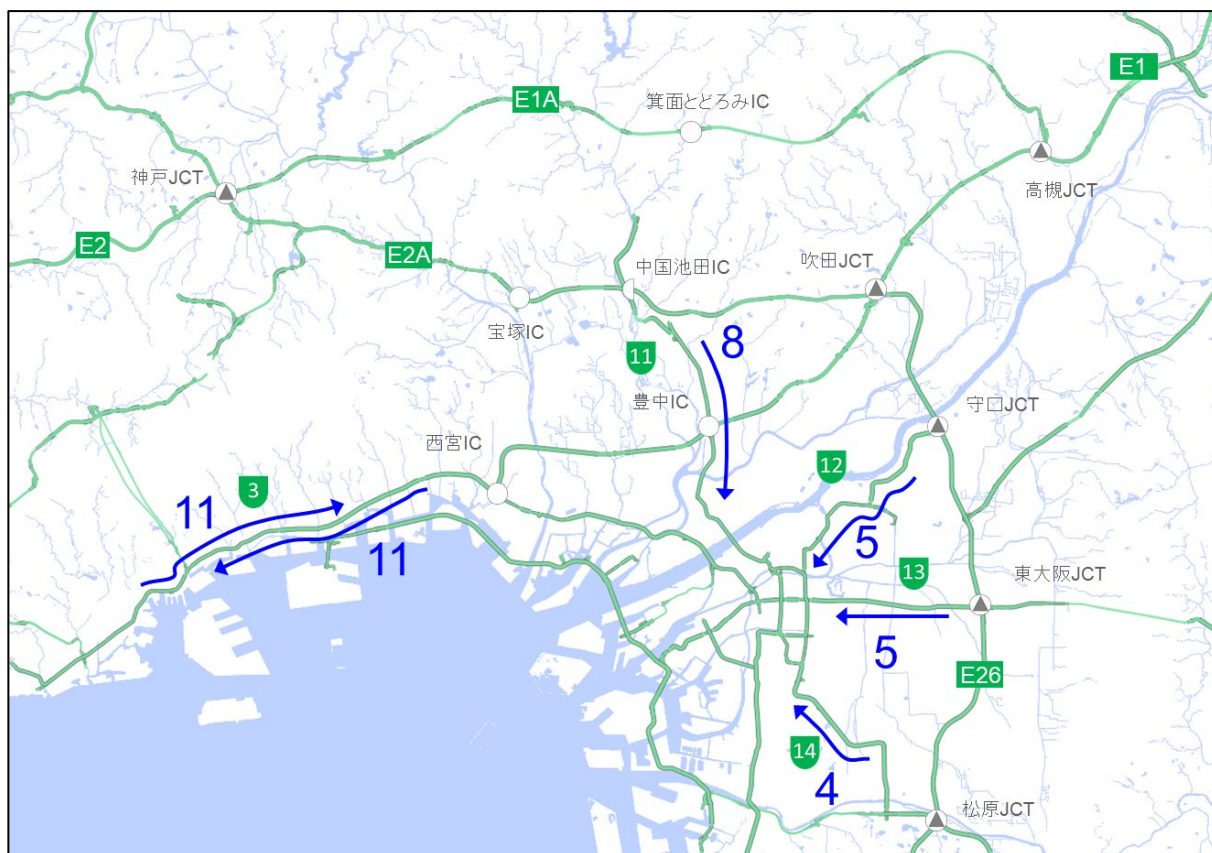 E1
E1A
箕面とどろみIC
神戸JCT
高槻JCT
E2
E2A
中国池田IC
吹田JCT
宝塚IC
11
8
豊中IC
守口JCT
西宮IC
12
3
11
11
5
13
東大阪JCT
5
E26
14
4
松原JCT